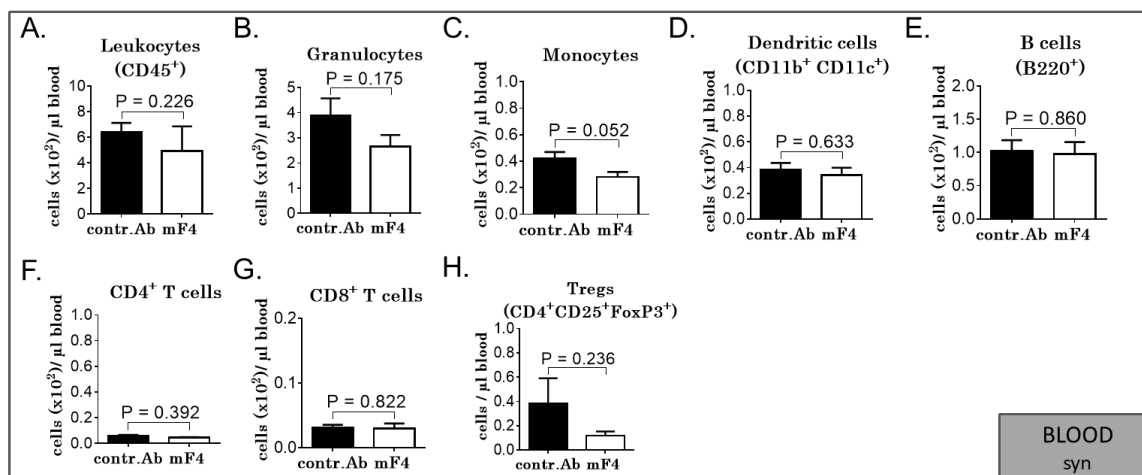 A.
Leukocytes
(CD45⁺)
P = 0.226
cells (x10²)/ µl blood
10
8
6
4
2
0
contr.Ab mF4
B.
Granulocytes
P = 0.175
cells (x10²)/ µl blood
5
4
3
2
1
0
contr.Ab mF4
C.
Monocytes
P = 0.052
cells (x10²)/ µl blood
1.0
0.8
0.6
0.4
0.2
0.0
contr.Ab mF4
D.
Dendritic cells
(CD11b⁺ CD11c⁺)
P = 0.633
cells (x10²)/ µl blood
1.0
0.8
0.6
0.4
0.2
0.0
contr.Ab mF4
E.
B cells
(B220⁺)
P = 0.860
cells (x10²)/ µl blood
2.0
1.5
1.0
0.5
0.0
contr.Ab mF4
F.
CD4⁺ T cells
P = 0.392
cells (x10²)/ µl blood
1.0
0.8
0.6
0.4
0.2
0.0
contr.Ab mF4
G.
CD8⁺ T cells
P = 0.822
cells (x10²)/ µl blood
0.2
0.1
0.0
contr.Ab mF4
H.
Tregs
(CD4⁺CD25⁺FoxP3⁺)
P = 0.236
cells / µl blood
1.0
0.8
0.6
0.4
0.2
0.0
contr.Ab mF4
BLOOD
syn